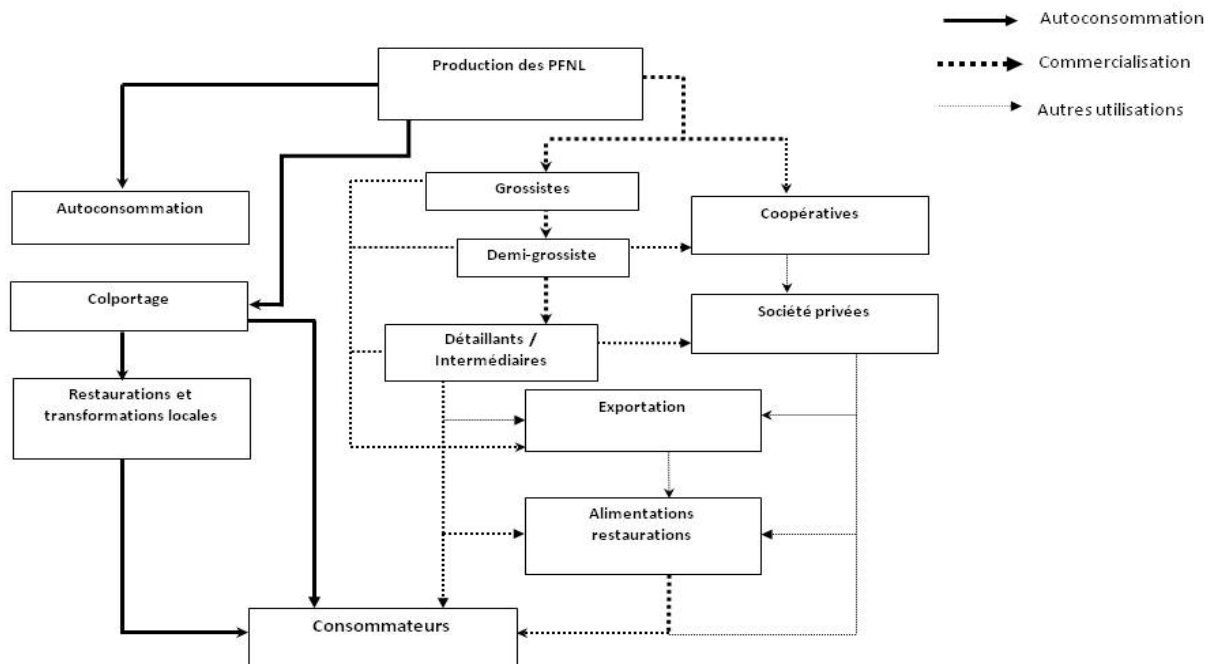 Autoconsommation
Production des PFNL
Commercialisation
Autres utilisations
Grossistes
Autoconsommation
Coopératives
Demi-grossiste
Colportage
Société privées
Détaillants /
Intermédiaires
Restaurations et
transformations locales
Exportation
Alimentations
restaurations
Consommateurs